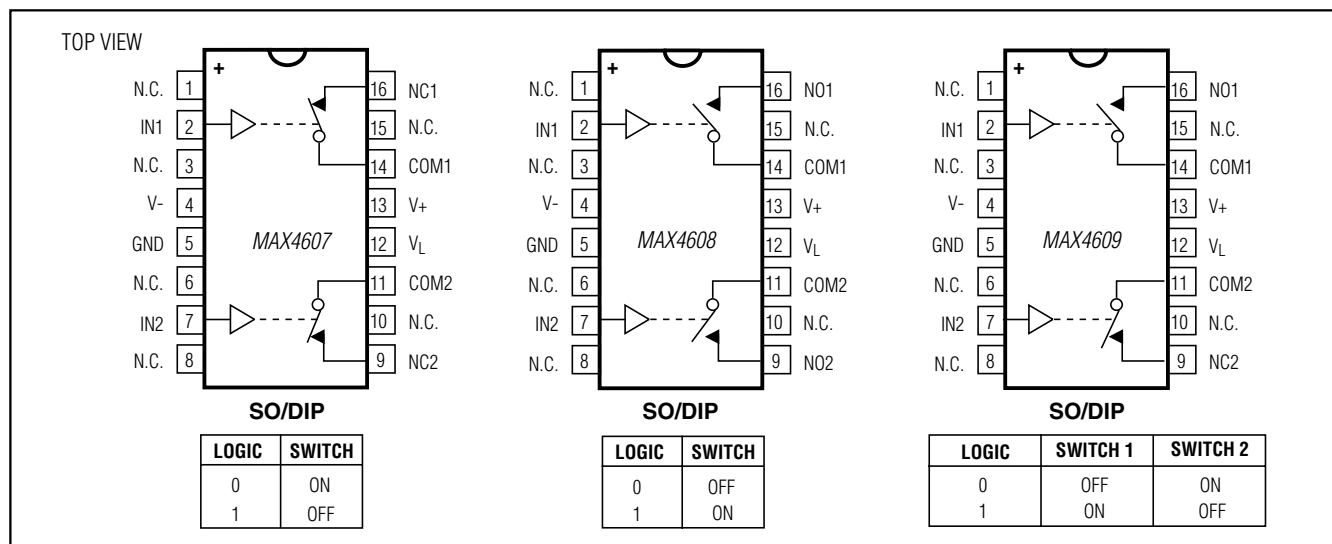 TOP VIEW
+
N.C. 1
IN1 2
N.C. 3
V- 4
GND 5
N.C. 6
IN2 7
N.C. 8
16 NC1
15 N.C.
14 COM1
13 V+
12 VL
11 COM2
10 N.C.
9 NC2
MAX4607
SO/DIP
LOGIC SWITCH
0 ON
1 OFF
+
N.C. 1
IN1 2
N.C. 3
V- 4
GND 5
N.C. 6
IN2 7
N.C. 8
16 NO1
15 N.C.
14 COM1
13 V+
12 VL
11 COM2
10 N.C.
9 NO2
MAX4608
SO/DIP
LOGIC SWITCH
0 OFF
1 ON
+
N.C. 1
IN1 2
N.C. 3
V- 4
GND 5
N.C. 6
IN2 7
N.C. 8
16 NO1
15 N.C.
14 COM1
13 V+
12 VL
11 COM2
10 N.C.
9 NC2
MAX4609
SO/DIP
LOGIC SWITCH 1 SWITCH 2
0 OFF ON
1 ON OFF